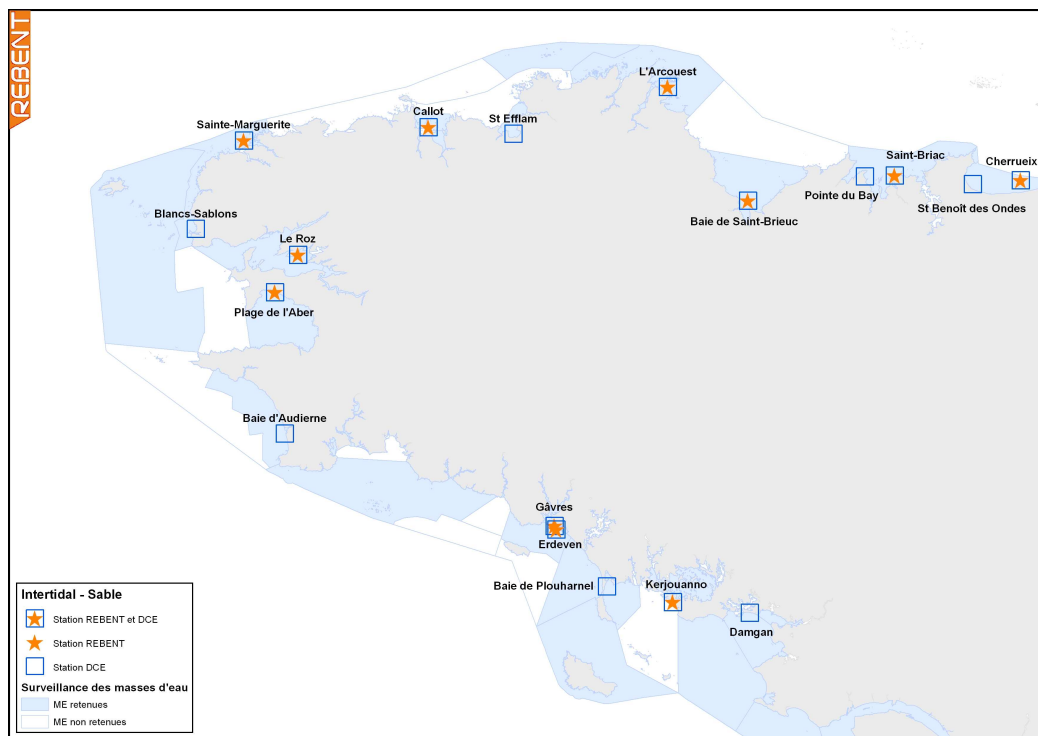 REBENT
L'Arcouest
Callot
St Efflam
Sainte-Marguerite
Saint-Briac
Cherrueix
Pointe du Bay
St Benoît des Ondes
Blancs-Sablons
Baie de Saint-Brieuc
Le Roz
Plage de l'Aber
Baie d'Audierne
Gâvres
Erdeven
Baie de Plouharnel
Kerjouanno
Damgan
Intertidal - Sable
Station REBENT et DCE
Station REBENT
Station DCE
Surveillance des masses d'eau
ME retenues
ME non retenues